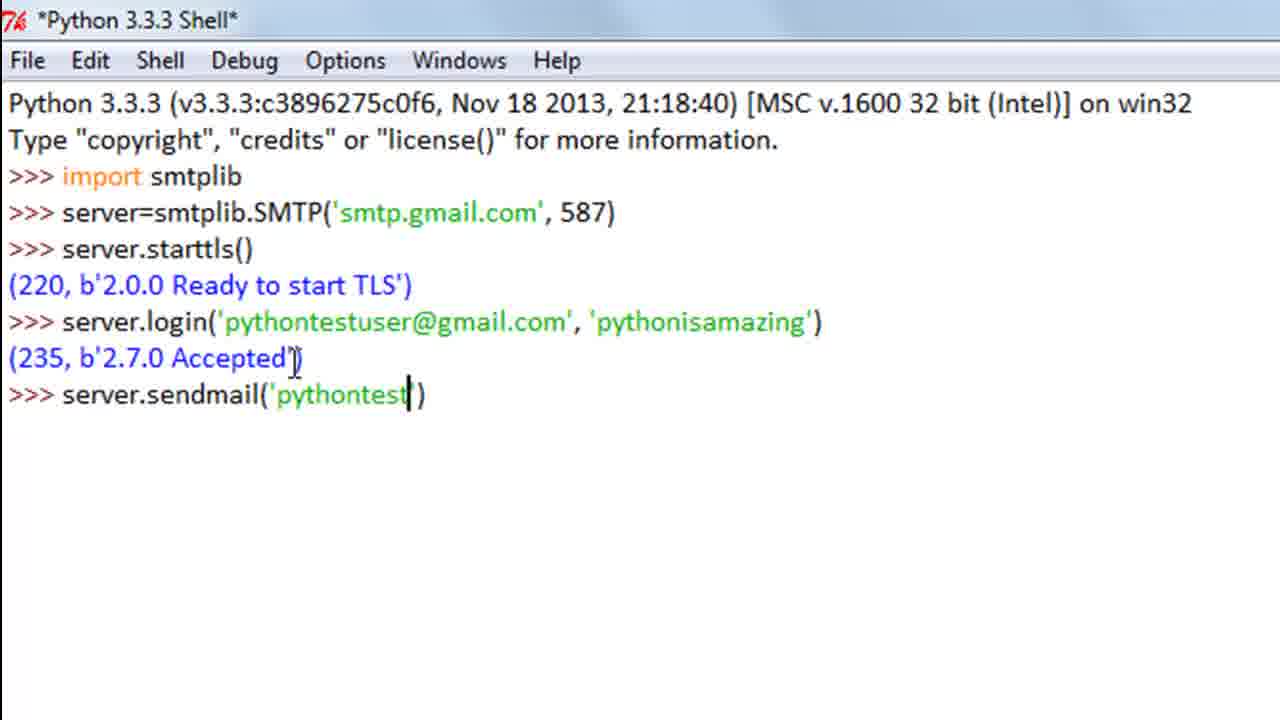 *Python 3.3.3 Shell*
File Edit Shell Debug Options Windows Help
Python 3.3.3 (v3.3.3:c3896275c0f6, Nov 18 2013, 21:18:40) [MSC v.1600 32 bit (Intel)] on win32
Type "copyright", "credits" or "license()" for more information.
>>> import smtplib
>>> server=smtplib.SMTP('smtp.gmail.com', 587)
>>> server.starttls()
(220, b'2.0.0 Ready to start TLS')
>>> server.login('pythontestuser@gmail.com', 'pythonisamazing')
(235, b'2.7.0 Accepted')
>>> server.sendmail('pythontest')